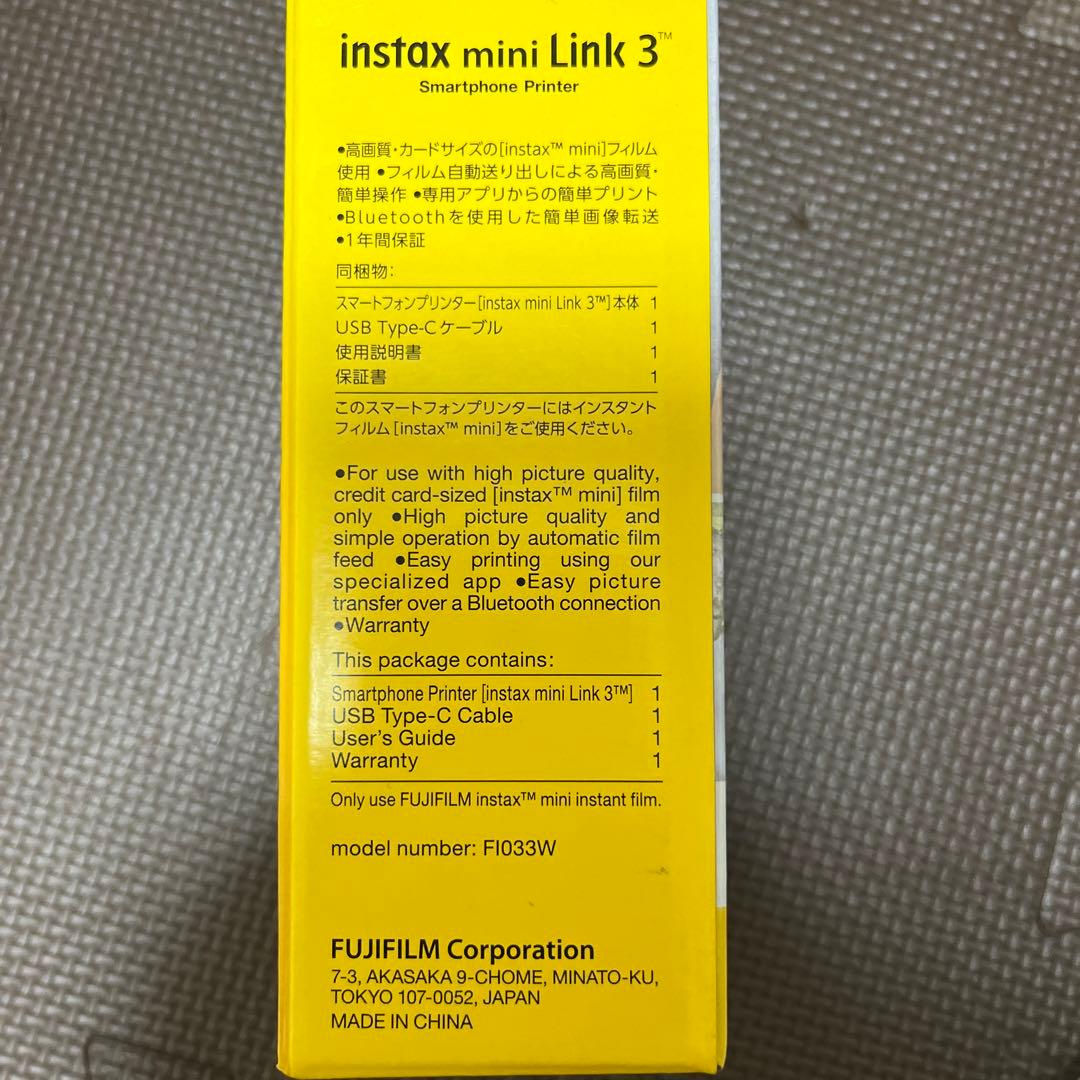 instax mini Link 3™
Smartphone Printer
●高画質・カードサイズの[instax™ mini]フィルム
使用 ●フィルム自動送り出しによる高画質・
簡単操作 ●専用アプリからの簡単プリント
●Bluetoothを使用した簡単画像転送
●1年間保証
同梱物:
スマートフォンプリンター[instax mini Link 3™]本体 1
USB Type-Cケーブル 1
使用説明書 1
保証書 1
このスマートフォンプリンターにはインスタント
フィルム[instax™ mini]をご使用ください。
●For use with high picture quality,
credit card-sized [instax™ mini] film
only ●High picture quality and
simple operation by automatic film
feed ●Easy printing using our
specialized app ●Easy picture
transfer over a Bluetooth connection
●Warranty
This package contains:
Smartphone Printer [instax mini Link 3™] 1
USB Type-C Cable 1
User's Guide 1
Warranty 1
Only use FUJIFILM instax™ mini instant film.
model number: FI033W
FUJIFILM Corporation
7-3, AKASAKA 9-CHOME, MINATO-KU,
TOKYO 107-0052, JAPAN
MADE IN CHINA